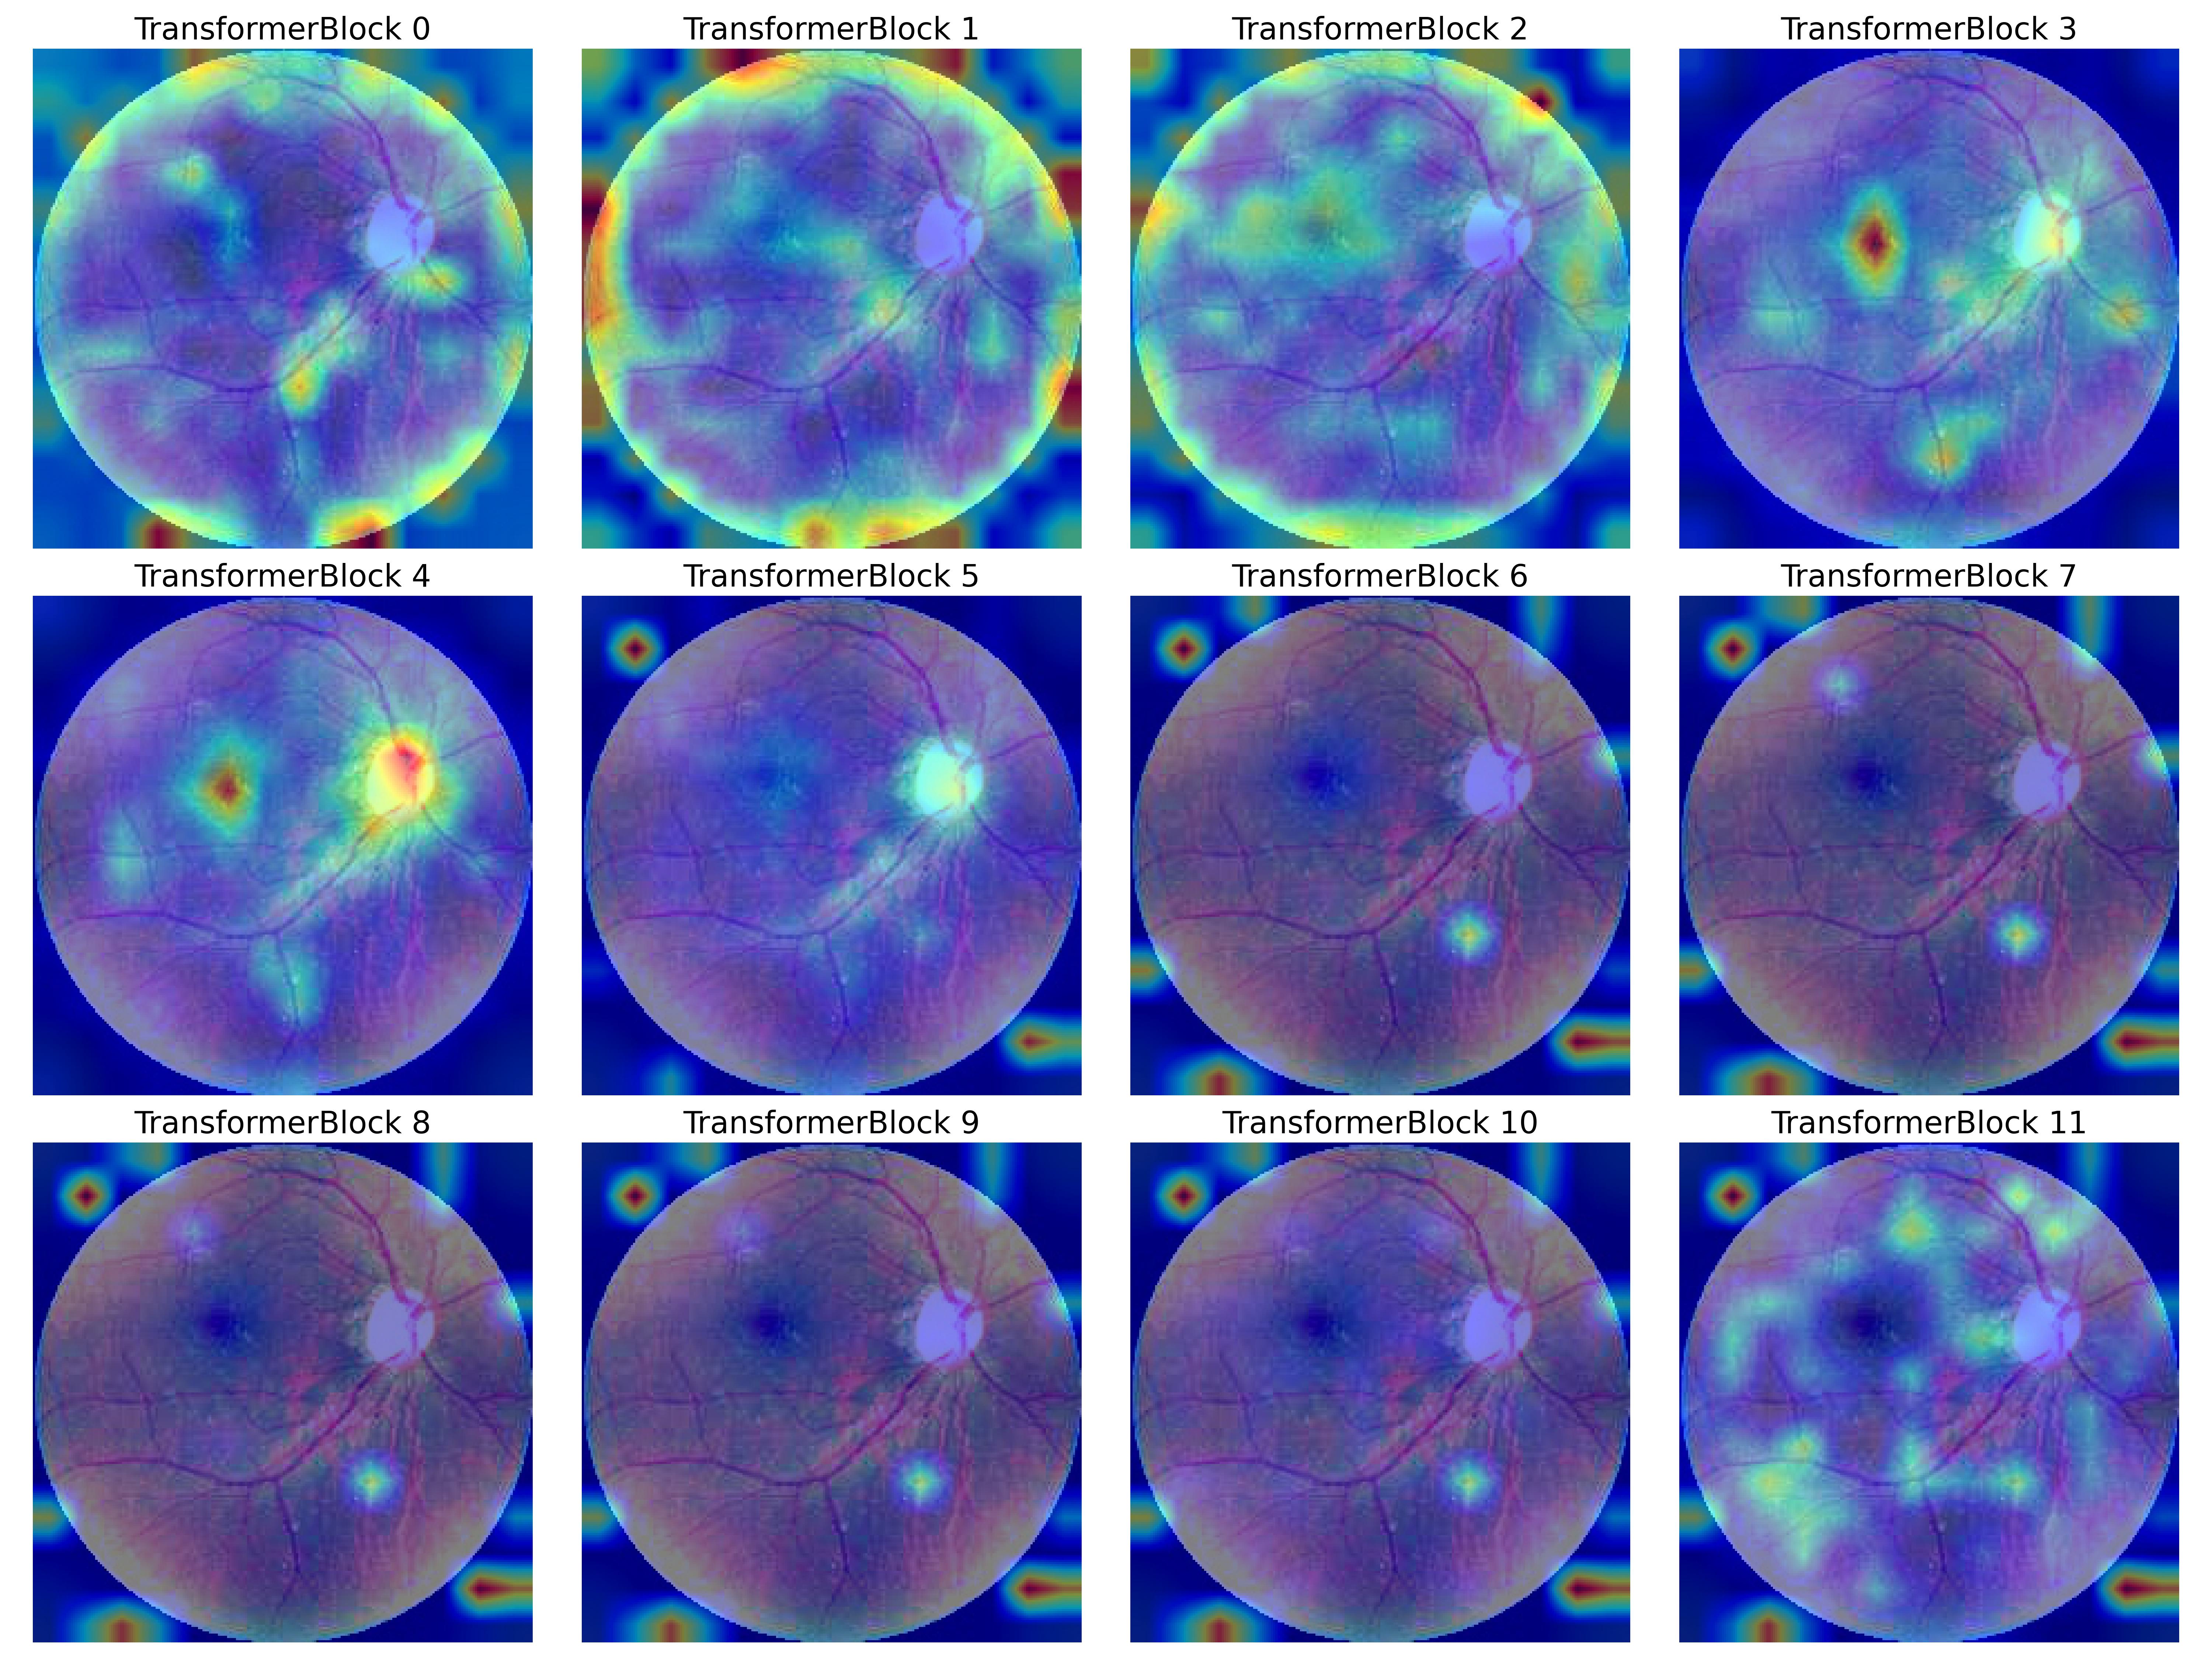 TransformerBlock 0
TransformerBlock 1
TransformerBlock 2
TransformerBlock 3
TransformerBlock 4
TransformerBlock 5
TransformerBlock 6
TransformerBlock 7
TransformerBlock 8
TransformerBlock 9
TransformerBlock 10
TransformerBlock 11